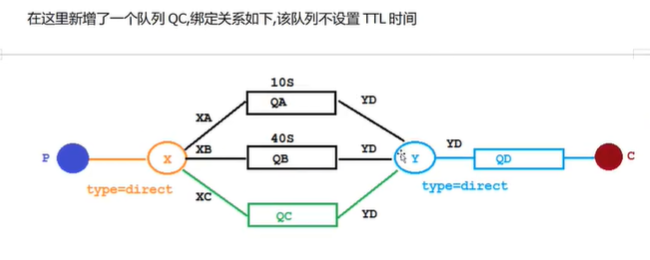 在这里新增了一个队列 QC,绑定关系如下,该队列不设置 TTL 时间
10S
QA
XA
YD
40S
XB
QB
YD
YD
P
X
Y
QD
C
type=direct
type=direct
XC
QC
YD